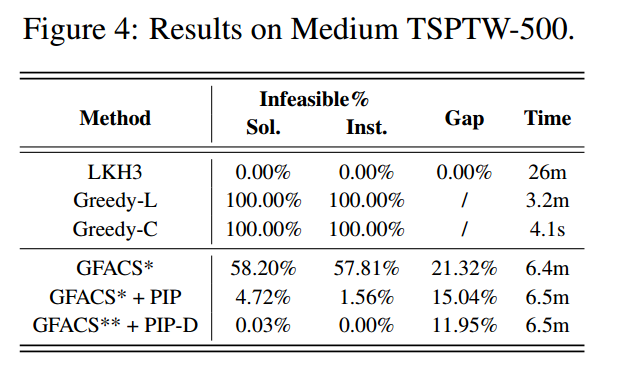 Figure 4: Results on Medium TSPTW-500.
Method Infeasible% Gap Time
Sol. Inst.
LKH3 0.00% 0.00% 0.00% 26m
Greedy-L 100.00% 100.00% / 3.2m
Greedy-C 100.00% 100.00% / 4.1s
GFACS* 58.20% 57.81% 21.32% 6.4m
GFACS* + PIP 4.72% 1.56% 15.04% 6.5m
GFACS** + PIP-D 0.03% 0.00% 11.95% 6.5m